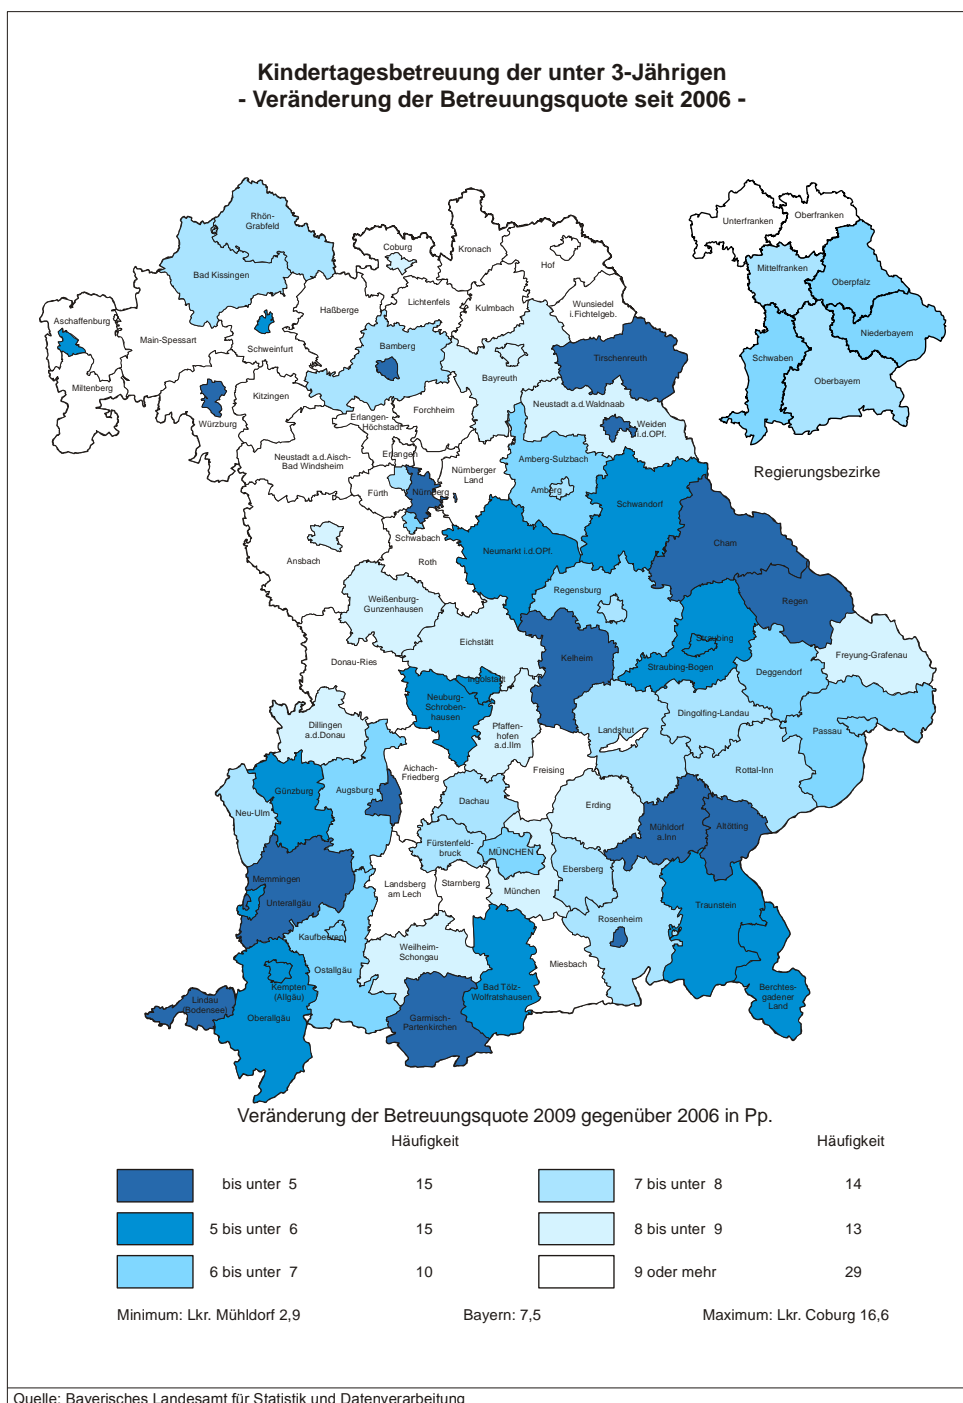 Kindertagesbetreuung der unter 3-Jährigen
- Veränderung der Betreuungsquote seit 2006 -
Rhön-
Grabfeld
Bad Kissingen
Coburg
Kronach
Hof
Lichtenfels
Kulmbach
Wunsiedel
i.Fichtelgeb.
Haßberge
Aschaffenburg
Main-Spessart
Schweinfurt
Bamberg
Bayreuth
Tirschenreuth
Miltenberg
Würzburg
Kitzingen
Forchheim
Erlangen-
Höchstadt
Erlangen
Neustadt a.d.Waldnaab
Weiden
i.d.OPf.
Neustadt a.d.Aisch-
Bad Windsheim
Nürnberger
Land
Amberg-Sulzbach
Amberg
Fürth
Nürnberg
Schwandorf
Schwabach
Ansbach
Roth
Neumarkt i.d.OPf.
Cham
Weißenburg-
Gunzenhausen
Regensburg
Regen
Eichstätt
Straubing
Freyung-Grafenau
Donau-Ries
Kelheim
Straubing-Bogen
Deggendorf
Ingolstadt
Neuburg-
Schroben-
hausen
Dillingen
a.d.Donau
Pfaffen-
hofen
a.d.Ilm
Landshut
Dingolfing-Landau
Passau
Aichach-
Friedberg
Freising
Rottal-Inn
Günzburg
Augsburg
Neu-Ulm
Dachau
Erding
Mühldorf
a.Inn
Altötting
Fürstenfeld-
bruck
MÜNCHEN
Ebersberg
Memmingen
Unterallgäu
Landsberg
am Lech
Starnberg
München
Traunstein
Rosenheim
Kaufbeuren
Weilheim-
Schongau
Miesbach
Ostallgäu
Kempten
(Allgäu)
Bad Tölz-
Wolfratshausen
Berchtes-
gadener
Land
Lindau
(Bodensee)
Oberallgäu
Garmisch-
Partenkirchen
Unterfranken
Oberfranken
Mittelfranken
Oberpfalz
Niederbayern
Schwaben
Oberbayern
Regierungsbezirke
Veränderung der Betreuungsquote 2009 gegenüber 2006 in Pp.
Häufigkeit Häufigkeit
bis unter 5 15 7 bis unter 8 14
5 bis unter 6 15 8 bis unter 9 13
6 bis unter 7 10 9 oder mehr 29
Minimum: Lkr. Mühldorf 2,9 Bayern: 7,5 Maximum: Lkr. Coburg 16,6
Quelle: Bayerisches Landesamt für Statistik und Datenverarbeitung